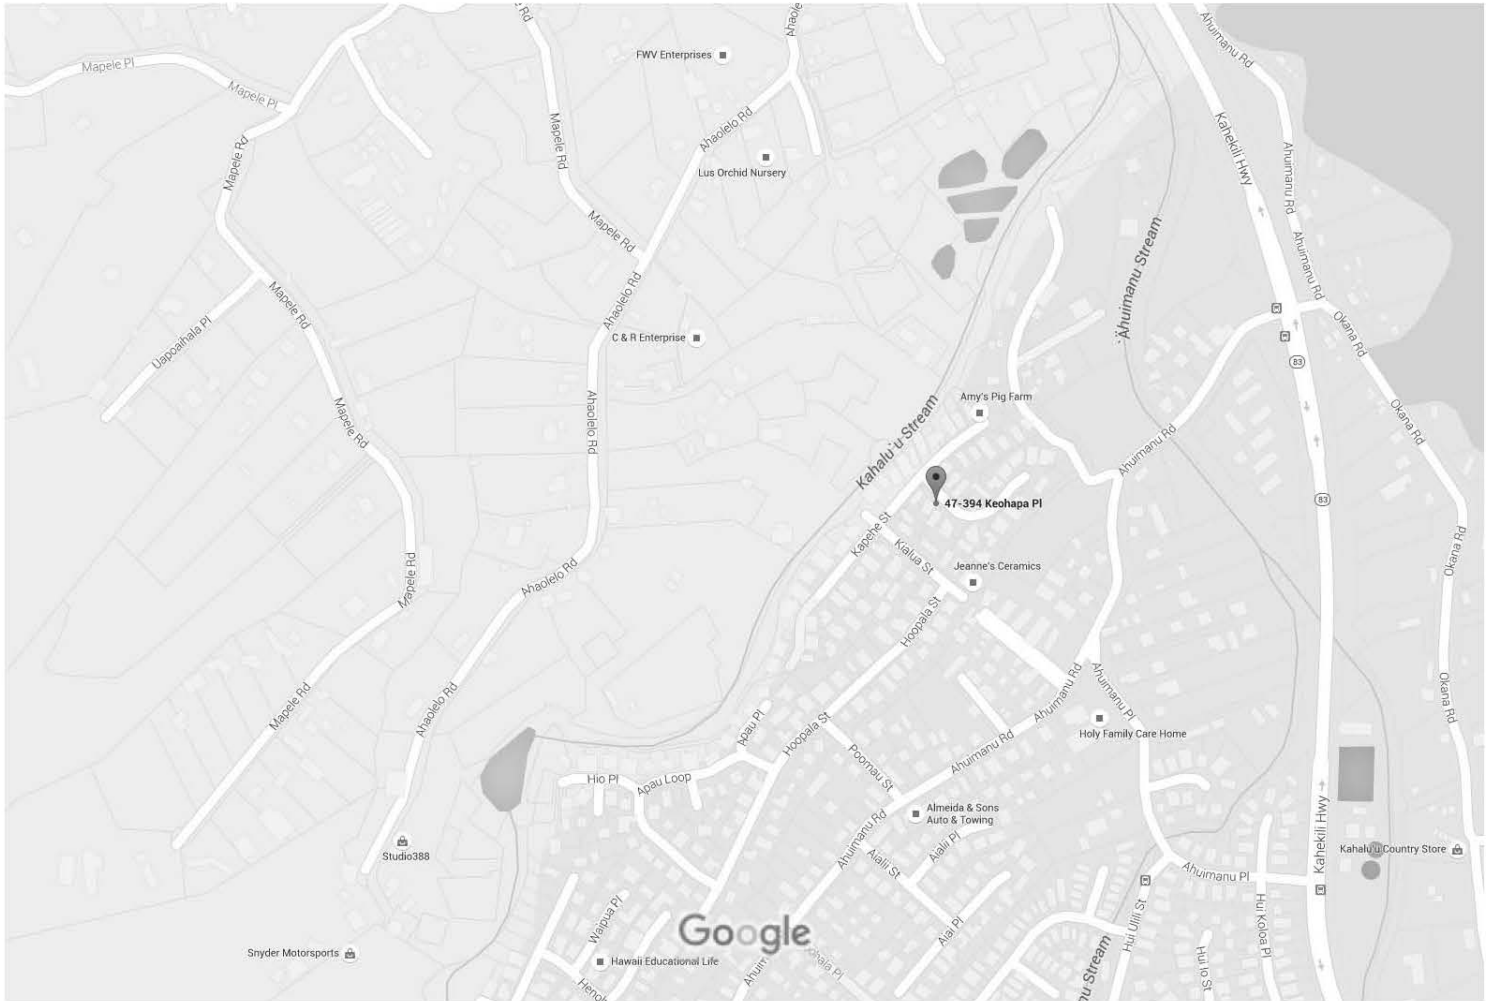 Mapele Pl
Mapele Pl
Mapele Rd
Mapele Rd
Mapele Rd
Mapele Rd
Mapele Rd
Uapoaihala Pl
Mapele Rd
Mapele Rd
Mapele Rd
FWV Enterprises
Ahaolelo Rd
Lus Orchid Nursery
Ahaolelo Rd
C & R Enterprise
Ahaolelo Rd
Ahaolelo Rd
Ahaolelo Rd
Ahuimanu Rd
Kahekili Hwy
Ahuimanu Rd
Ahuimanu Rd
Okana Rd
Okana Rd
Okana Rd
Okana Rd
83
83
Āhuimanu Stream
Kahalu'u Stream
Amy's Pig Farm
47-394 Keohapa Pl
Ahuimanu Rd
Kapehe St
Kialua St
Jeanne's Ceramics
Hoopala St
Hoopala St
Ahuimanu Rd
Ahuimanu Pl
Ahuimanu Rd
Holy Family Care Home
Apau Pl
Poomau St
Hio Pl
Apau Loop
Almeida & Sons
Auto & Towing
Ahuimanu Rd
Aialii St
Aialii Pl
Alai Pl
Kahekili Hwy
Kahalu'u Country Store
Ahuimanu Pl
Hui Ulili St
Hui Koloa Pl
Hui Io St
Studio388
Snyder Motorsports
Waipua Pl
Hawaii Educational Life
Google